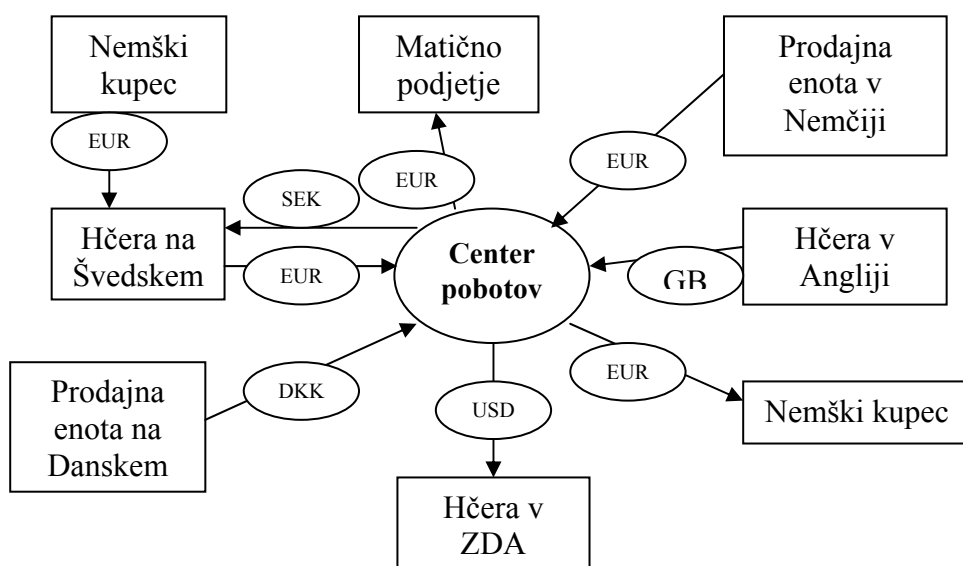 Nemški
kupec
Matično
podjetje
Prodajna
enota v
Nemčiji
EUR
EUR
EUR
SEK
Hčera na
Švedskem
EUR
Center
pobotov
GB
Hčera v
Angliji
Prodajna
enota na
Danskem
DKK
USD
EUR
Nemški kupec
Hčera v
ZDA